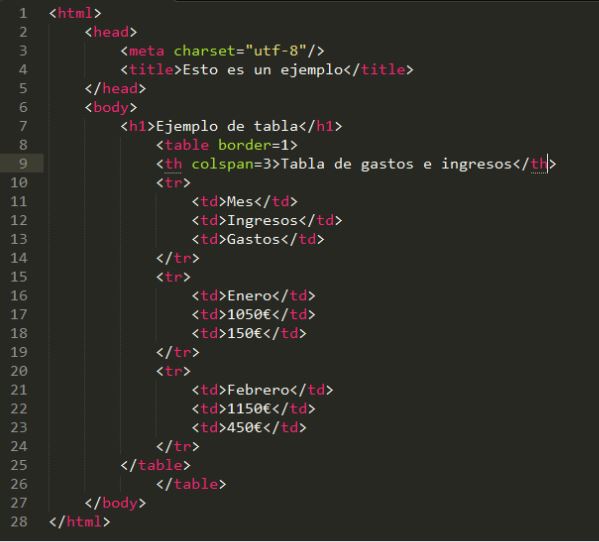 1 <html>
2 <head>
3 <meta charset="utf-8"/>
4 <title>Esto es un ejemplo</title>
5 </head>
6 <body>
7 <h1>Ejemplo de tabla</h1>
8 <table border=1>
9 <th colspan=3>Tabla de gastos e ingresos</th>
10 <tr>
11 <td>Mes</td>
12 <td>Ingresos</td>
13 <td>Gastos</td>
14 </tr>
15 <tr>
16 <td>Enero</td>
17 <td>1050€</td>
18 <td>150€</td>
19 </tr>
20 <tr>
21 <td>Febrero</td>
22 <td>1150€</td>
23 <td>450€</td>
24 </tr>
25 </table>
26 </table>
27 </body>
28 </html>